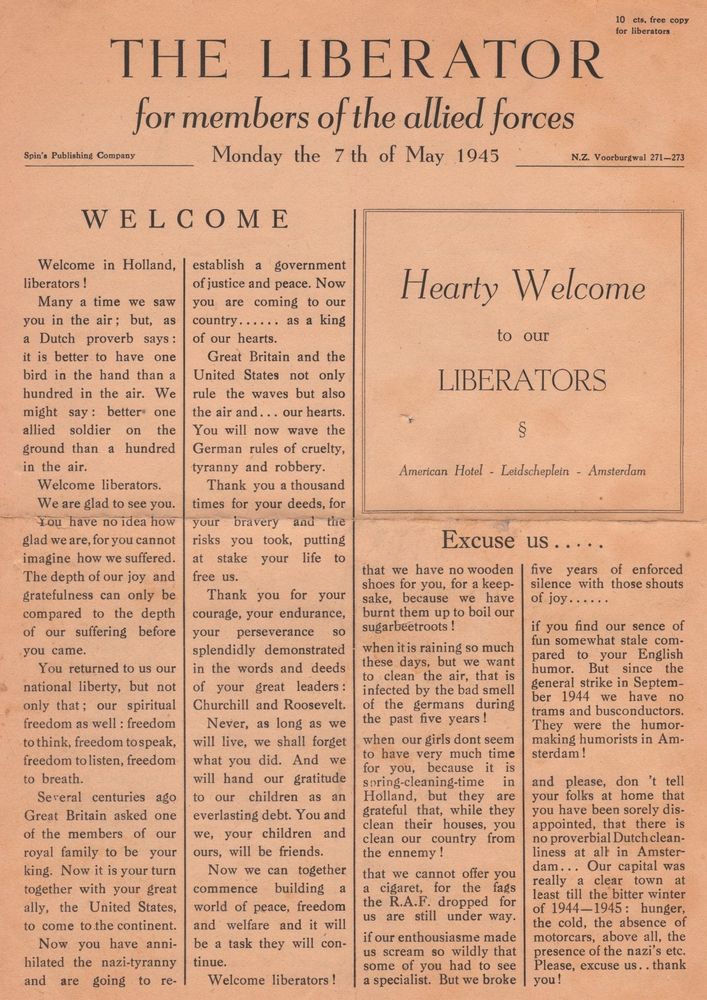 10 cts, free copy
for liberators
THE LIBERATOR
for members of the allied forces
Spin's Publishing Company
Monday the 7 th of May 1945
N.Z. Voorburgwal 271—273
WELCOME
Welcome in Holland,
liberators !
Many a time we saw
you in the air ; but, as
a Dutch proverb says :
it is better to have one
bird in the hand than a
hundred in the air. We
might say : better one
allied soldier on the
ground than a hundred
in the air.
Welcome liberators.
We are glad to see you.
You have no idea how
glad we are, for you cannot
imagine how we suffered.
The depth of our joy and
gratefulness can only be
compared to the depth
of our suffering before
you came.
You returned to us our
national liberty, but not
only that ; our spiritual
freedom as well : freedom
to think, freedom to speak,
freedom to listen, freedom
to breath.
Several centuries ago
Great Britain asked one
of the members of our
royal family to be your
king. Now it is your turn
together with your great
ally, the United States,
to come to the continent.
Now you have anni-
hilated the nazi-tyranny
and are going to re-
establish a government
of justice and peace. Now
you are coming to our
country...... as a king
of our hearts.
Great Britain and the
United States not only
rule the waves but also
the air and... our hearts.
You will now wave the
German rules of cruelty,
tyranny and robbery.
Thank you a thousand
times for your deeds, for
your bravery and the
risks you took, putting
at stake your life to
free us.
Thank you for your
courage, your endurance,
your perseverance so
splendidly demonstrated
in the words and deeds
of your great leaders :
Churchill and Roosevelt.
Never, as long as we
will live, we shall forget
what you did. And we
will hand our gratitude
to our children as an
everlasting debt. You and
we, your children and
ours, will be friends.
Now we can together
commence building a
world of peace, freedom
and welfare and it will
be a task they will con-
tinue.
Welcome liberators !
Hearty Welcome
to our
LIBERATORS
§
American Hotel - Leidscheplein - Amsterdam
Excuse us .....
that we have no wooden
shoes for you, for a keep-
sake, because we have
burnt them up to boil our
sugarbeetroots !
when it is raining so much
these days, but we want
to clean the air, that is
infected by the bad smell
of the germans during
the past five years !
when our girls dont seem
to have very much time
for you, because it is
spring-cleaning-time in
Holland, but they are
grateful that, while they
clean their houses, you
clean our country from
the ennemy !
that we cannot offer you
a cigaret, for the fags
the R.A.F. dropped for
us are still under way.
if our enthousiasme made
us scream so wildly that
some of you had to see
a specialist. But we broke
five years of enforced
silence with those shouts
of joy......
if you find our sence of
fun somewhat stale com-
pared to your English
humor. But since the
general strike in Septem-
ber 1944 we have no
trams and busconductors.
They were the humor-
making humorists in Am-
sterdam !
and please, don 't tell
your folks at home that
you have been sorely dis-
appointed, that there is
no proverbial Dutch clean-
liness at all in Amster-
dam... Our capital was
really a clear town at
least till the bitter winter
of 1944—1945 : hunger,
the cold, the absence of
motorcars, above all, the
presence of the nazi's etc.
Please, excuse us.. thank
you !